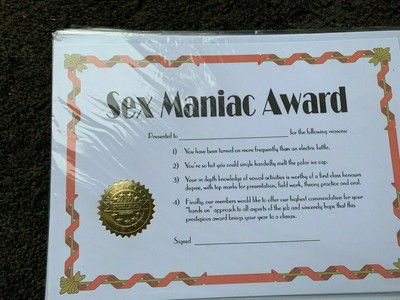 Sex Maniac Award
Presented to for the following reasons:
1) You have been turned on more frequently than an electric kettle.
2) You're so hot you could single handedly melt the polar ice cap.
3) Your in depth knowledge of sexual activities is worthy of a first class honours
degree, with top marks for presentation, field work, theory practice and oral.
4) Finally, our members would like to offer our highest commendation for your
"hands on" approach to all aspects of the job and sincerely hope that this
prestigious award brings your year to a climax.
Signed